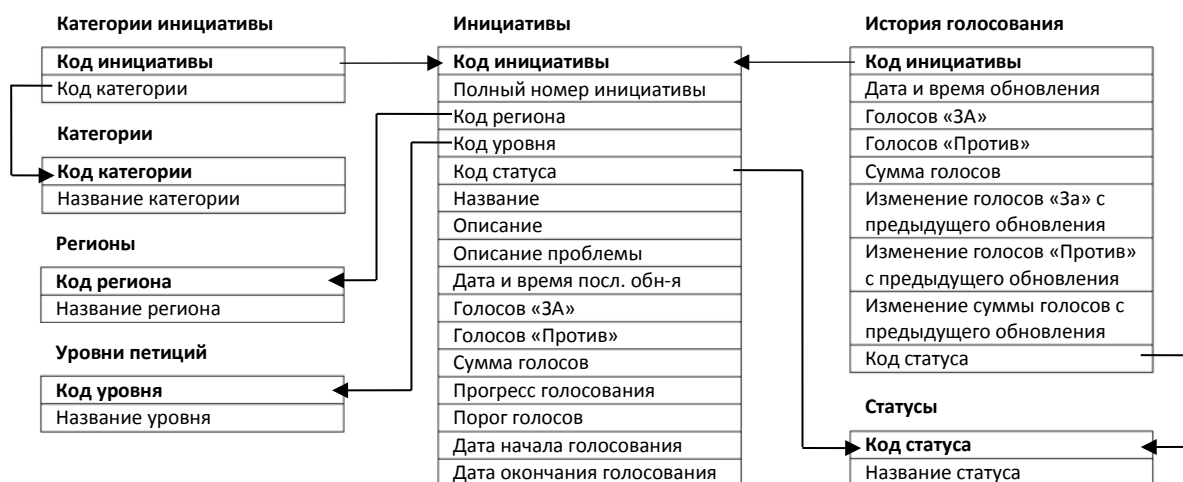 Категории инициативы
Код инициативы
Код категории
Категории
Код категории
Название категории
Регионы
Код региона
Название региона
Уровни петиций
Код уровня
Название уровня
Инициативы
Код инициативы
Полный номер инициативы
Код региона
Код уровня
Код статуса
Название
Описание
Описание проблемы
Дата и время посл. обн-я
Голосов «ЗА»
Голосов «Против»
Сумма голосов
Прогресс голосования
Порог голосов
Дата начала голосования
Дата окончания голосования
История голосования
Код инициативы
Дата и время обновления
Голосов «ЗА»
Голосов «Против»
Сумма голосов
Изменение голосов «За» с
предыдущего обновления
Изменение голосов «Против»
с предыдущего обновления
Изменение суммы голосов с
предыдущего обновления
Код статуса
Статусы
Код статуса
Название статуса